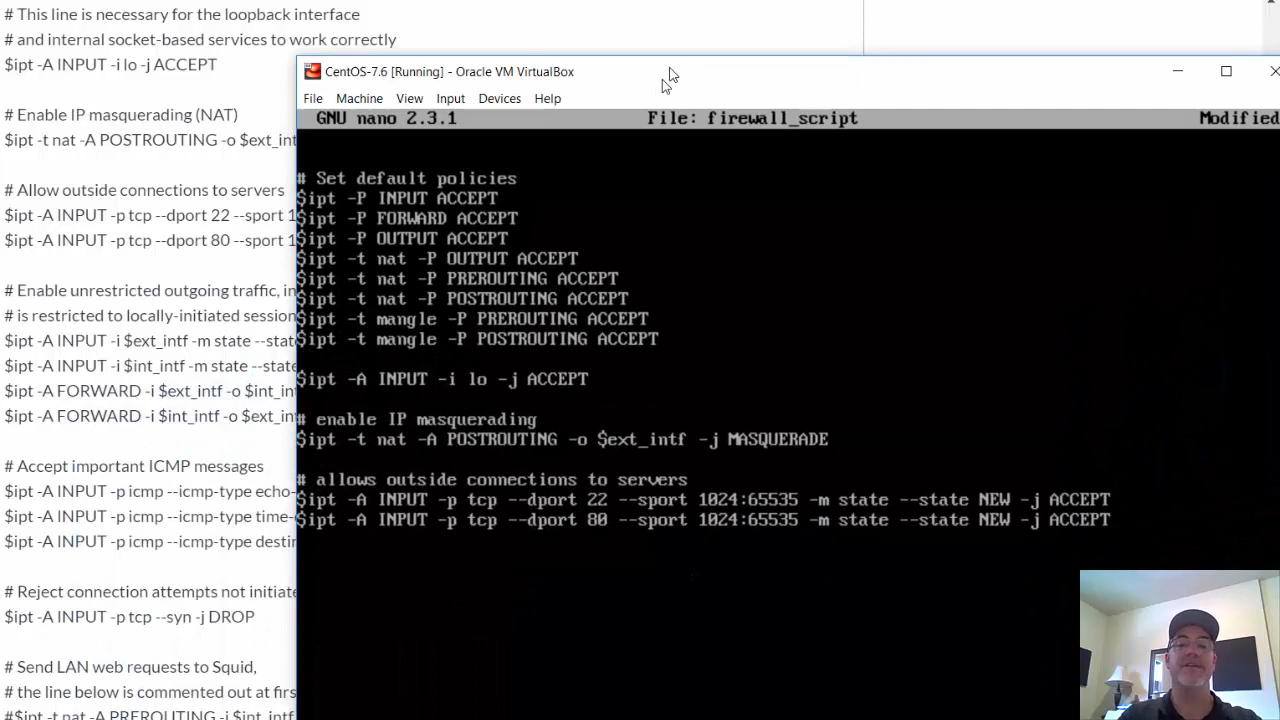 # This line is necessary for the loopback interface
# and internal socket-based services to work correctly
$ipt -A INPUT -i lo -j ACCEPT
# Enable IP masquerading (NAT)
$ipt -t nat -A POSTROUTING -o $ext_int
# Allow outside connections to servers
$ipt -A INPUT -p tcp --dport 22 --sport 1
$ipt -A INPUT -p tcp --dport 80 --sport 1
# Enable unrestricted outgoing traffic, in
# is restricted to locally-initiated session
$ipt -A INPUT -i $ext_intf -m state --stat
$ipt -A INPUT -i $int_intf -m state --state
$ipt -A FORWARD -i $ext_intf -o $int_in
$ipt -A FORWARD -i $int_intf -o $ext_in
# Accept important ICMP messages
$ipt -A INPUT -p icmp --icmp-type echo-
$ipt -A INPUT -p icmp --icmp-type time-
$ipt -A INPUT -p icmp --icmp-type destin
# Reject connection attempts not initiate
$ipt -A INPUT -p tcp --syn -j DROP
# Send LAN web requests to Squid,
# the line below is commented out at firs
#$ipt -t nat -A PREROUTING -i $int_intf
CentOS-7.6 [Running] - Oracle VM VirtualBox
File Machine View Input Devices Help
GNU nano 2.3.1 File: firewall_script Modified
# Set default policies
$ipt -P INPUT ACCEPT
$ipt -P FORWARD ACCEPT
$ipt -P OUTPUT ACCEPT
$ipt -t nat -P OUTPUT ACCEPT
$ipt -t nat -P PREROUTING ACCEPT
$ipt -t nat -P POSTROUTING ACCEPT
$ipt -t mangle -P PREROUTING ACCEPT
$ipt -t mangle -P POSTROUTING ACCEPT
$ipt -A INPUT -i lo -j ACCEPT
# enable IP masquerading
$ipt -t nat -A POSTROUTING -o $ext_intf -j MASQUERADE
# allows outside connections to servers
$ipt -A INPUT -p tcp --dport 22 --sport 1024:65535 -m state --state NEW -j ACCEPT
$ipt -A INPUT -p tcp --dport 80 --sport 1024:65535 -m state --state NEW -j ACCEPT